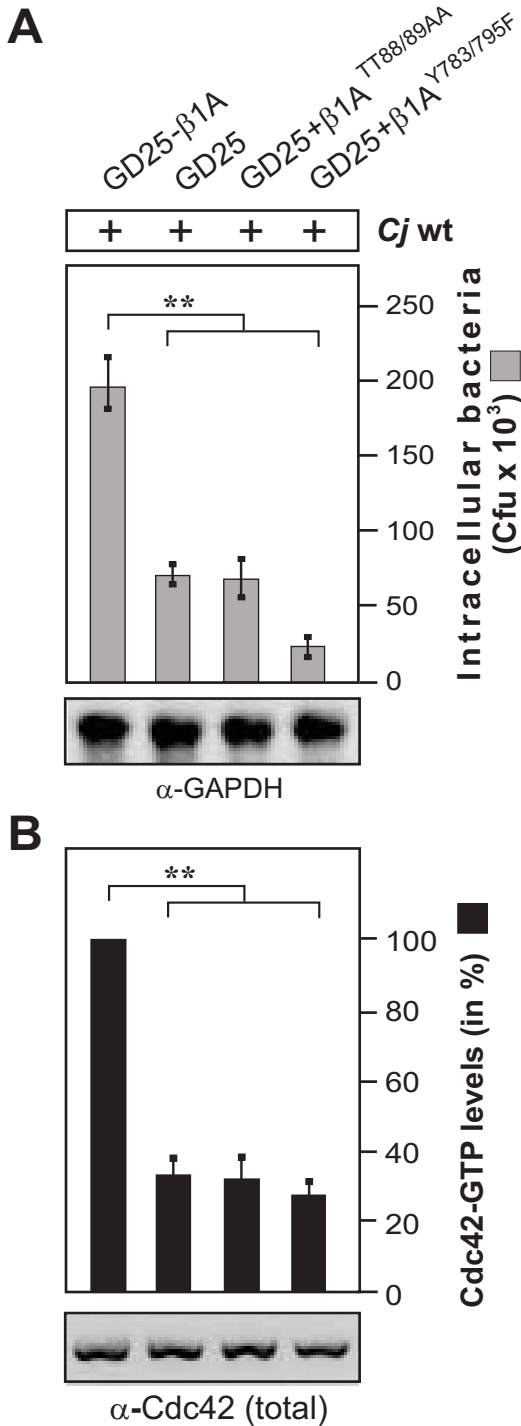 A
GD25-β1A
GD25
GD25+β1A TT88/89AA
GD25+β1A Y783/795F
+ + + + Cj wt
**
250
200
150
100
50
0
Intracellular bacteria
(Cfu x 10³)
α-GAPDH
B
**
100
80
60
40
20
0
Cdc42-GTP levels (in %)
α-Cdc42 (total)